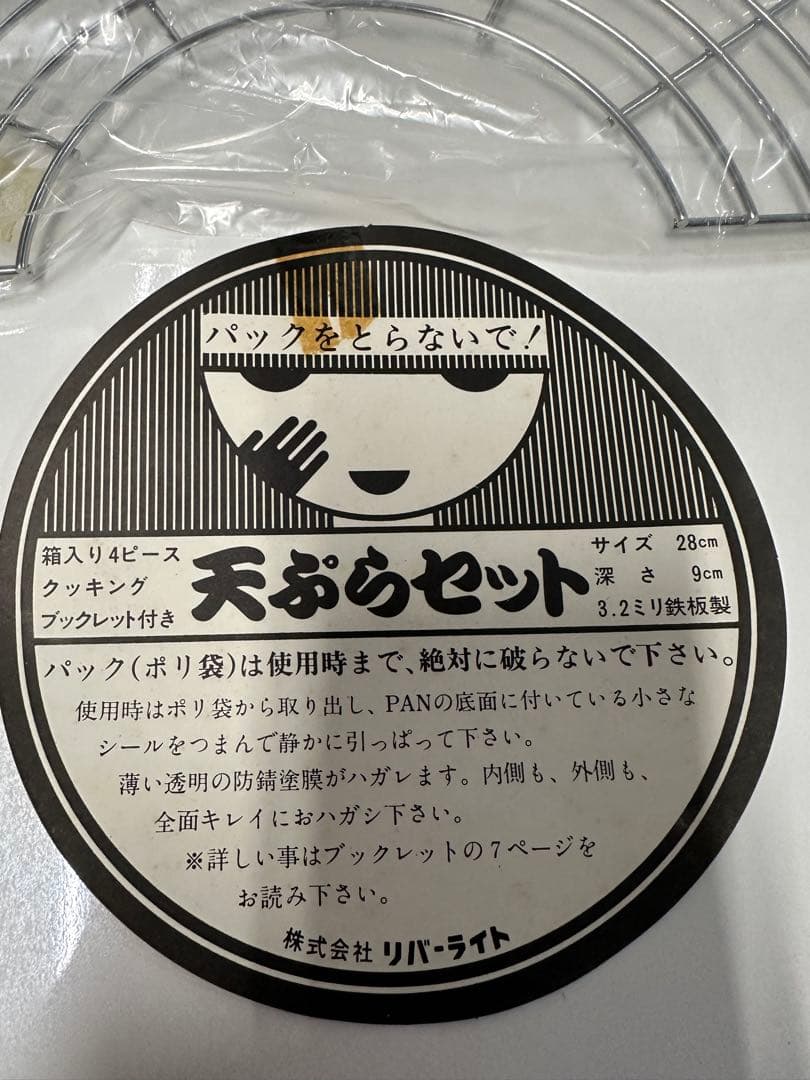 パックをとらないで!
箱入り4ピース
クッキング
ブックレット付き
天ぷらセット
サイズ 28cm
深さ 9cm
3.2ミリ鉄板製
パック(ポリ袋)は使用時まで、絶対に破らないで下さい。
使用時はポリ袋から取り出し、PANの底面に付いている小さな
シールをつまんで静かに引っぱって下さい。
薄い透明の防錆塗膜がハガレます。内側も、外側も、
全面キレイにおハガシ下さい。
※詳しい事はブックレットの7ページを
お読み下さい。
株式会社 リバーライト